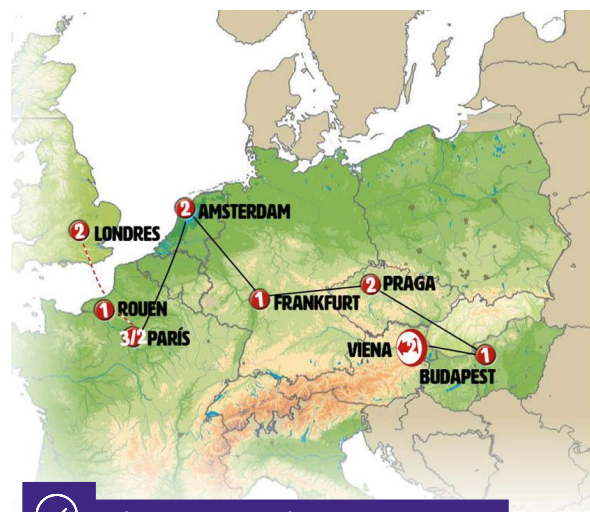 2 AMSTERDAM
2 LONDRES
1 ROUEN
3/2 PARÍS
1 FRANKFURT
2 PRAGA
VIENA 2
1
BUDAPEST